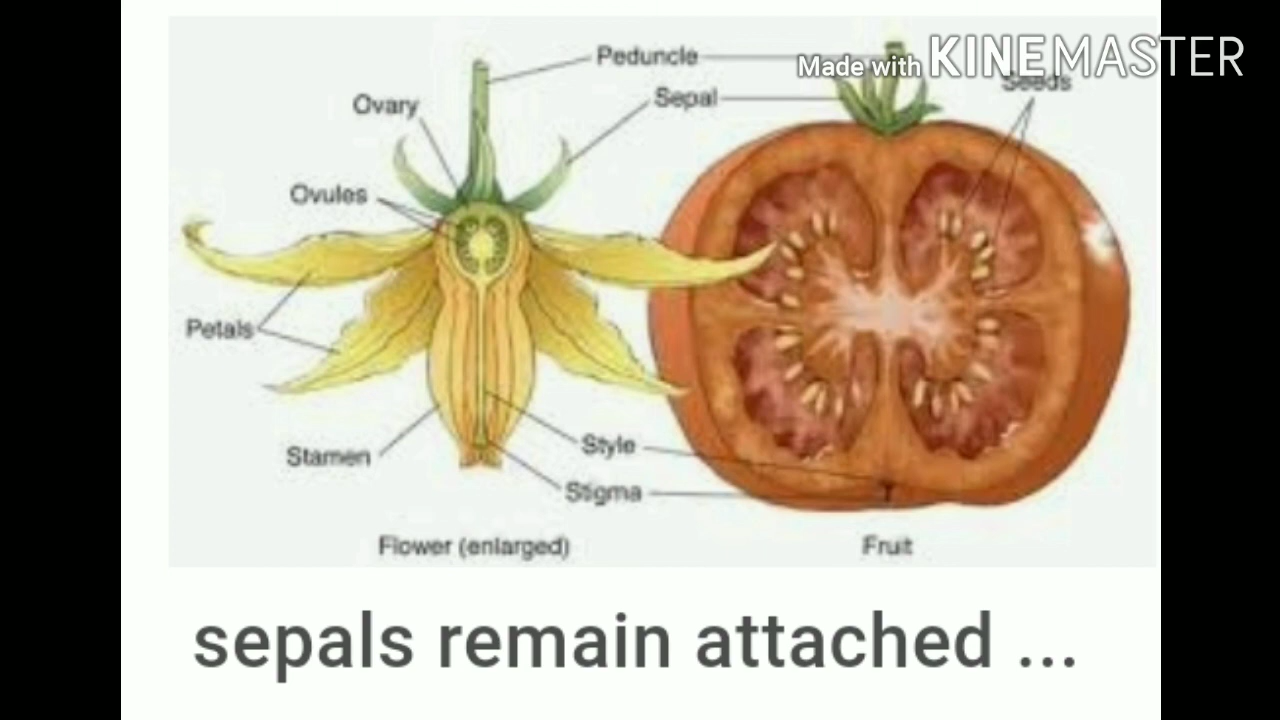 Made with KINEMASTER
Peduncle
Seeds
Sepal
Ovary
Ovules
Petals
Stamen
Style
Stigma
Flower (enlarged)
Fruit
sepals remain attached ...